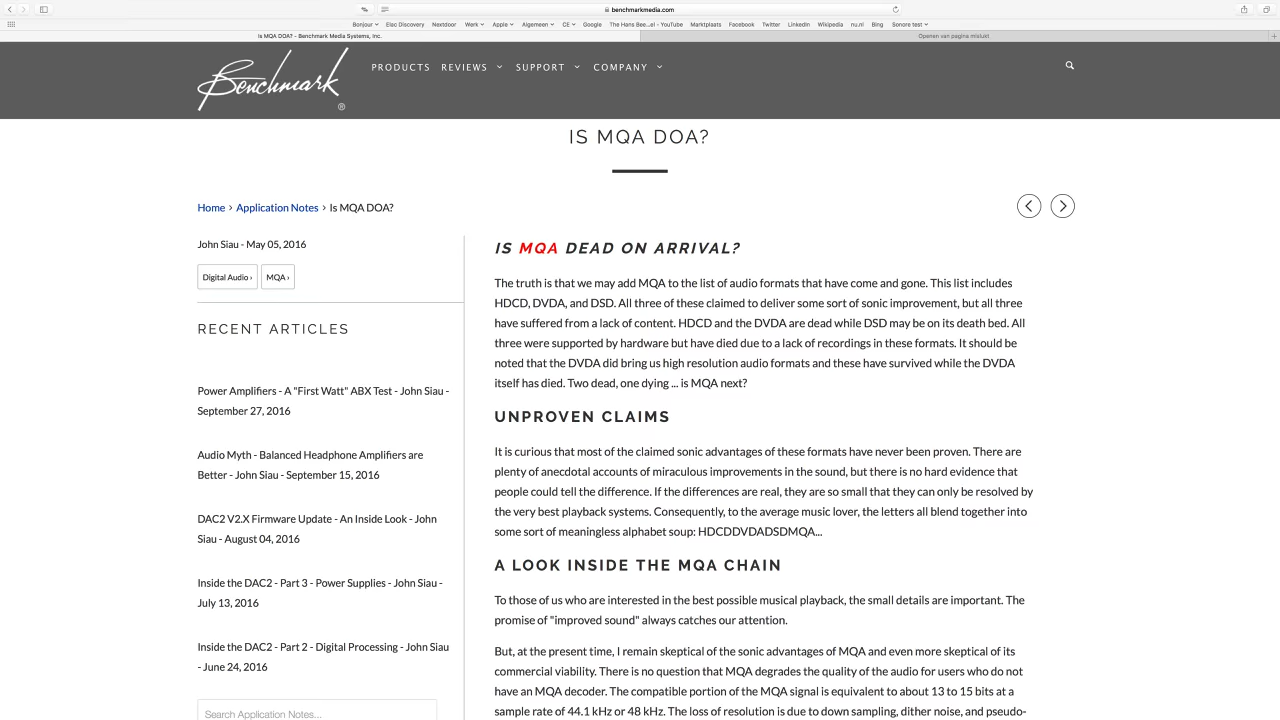 benchmarkmedia.com
Bonjour Elac Discovery Nextdoor Werk Apple Algemeen CE Google The Hans Bee...el - YouTube Marktplaats Facebook Twitter LinkedIn Wikipedia nu.nl Bing Sonore test
Is MQA DOA? - Benchmark Media Systems, Inc.
Openen van pagina mislukt
Benchmark®
PRODUCTS REVIEWS SUPPORT COMPANY
IS MQA DOA?
Home › Application Notes › Is MQA DOA?
John Siau - May 05, 2016
Digital Audio › MQA ›
RECENT ARTICLES
Power Amplifiers - A "First Watt" ABX Test - John Siau -
September 27, 2016
Audio Myth - Balanced Headphone Amplifiers are
Better - John Siau - September 15, 2016
DAC2 V2.X Firmware Update - An Inside Look - John
Siau - August 04, 2016
Inside the DAC2 - Part 3 - Power Supplies - John Siau -
July 13, 2016
Inside the DAC2 - Part 2 - Digital Processing - John Siau
- June 24, 2016
Search Application Notes...
IS MQA DEAD ON ARRIVAL?
The truth is that we may add MQA to the list of audio formats that have come and gone. This list includes
HDCD, DVDA, and DSD. All three of these claimed to deliver some sort of sonic improvement, but all three
have suffered from a lack of content. HDCD and the DVDA are dead while DSD may be on its death bed. All
three were supported by hardware but have died due to a lack of recordings in these formats. It should be
noted that the DVDA did bring us high resolution audio formats and these have survived while the DVDA
itself has died. Two dead, one dying ... is MQA next?
UNPROVEN CLAIMS
It is curious that most of the claimed sonic advantages of these formats have never been proven. There are
plenty of anecdotal accounts of miraculous improvements in the sound, but there is no hard evidence that
people could tell the difference. If the differences are real, they are so small that they can only be resolved by
the very best playback systems. Consequently, to the average music lover, the letters all blend together into
some sort of meaningless alphabet soup: HDCDDVDADSDMQA...
A LOOK INSIDE THE MQA CHAIN
To those of us who are interested in the best possible musical playback, the small details are important. The
promise of "improved sound" always catches our attention.
But, at the present time, I remain skeptical of the sonic advantages of MQA and even more skeptical of its
commercial viability. There is no question that MQA degrades the quality of the audio for users who do not
have an MQA decoder. The compatible portion of the MQA signal is equivalent to about 13 to 15 bits at a
sample rate of 44.1 kHz or 48 kHz. The loss of resolution is due to down sampling, dither noise, and pseudo-